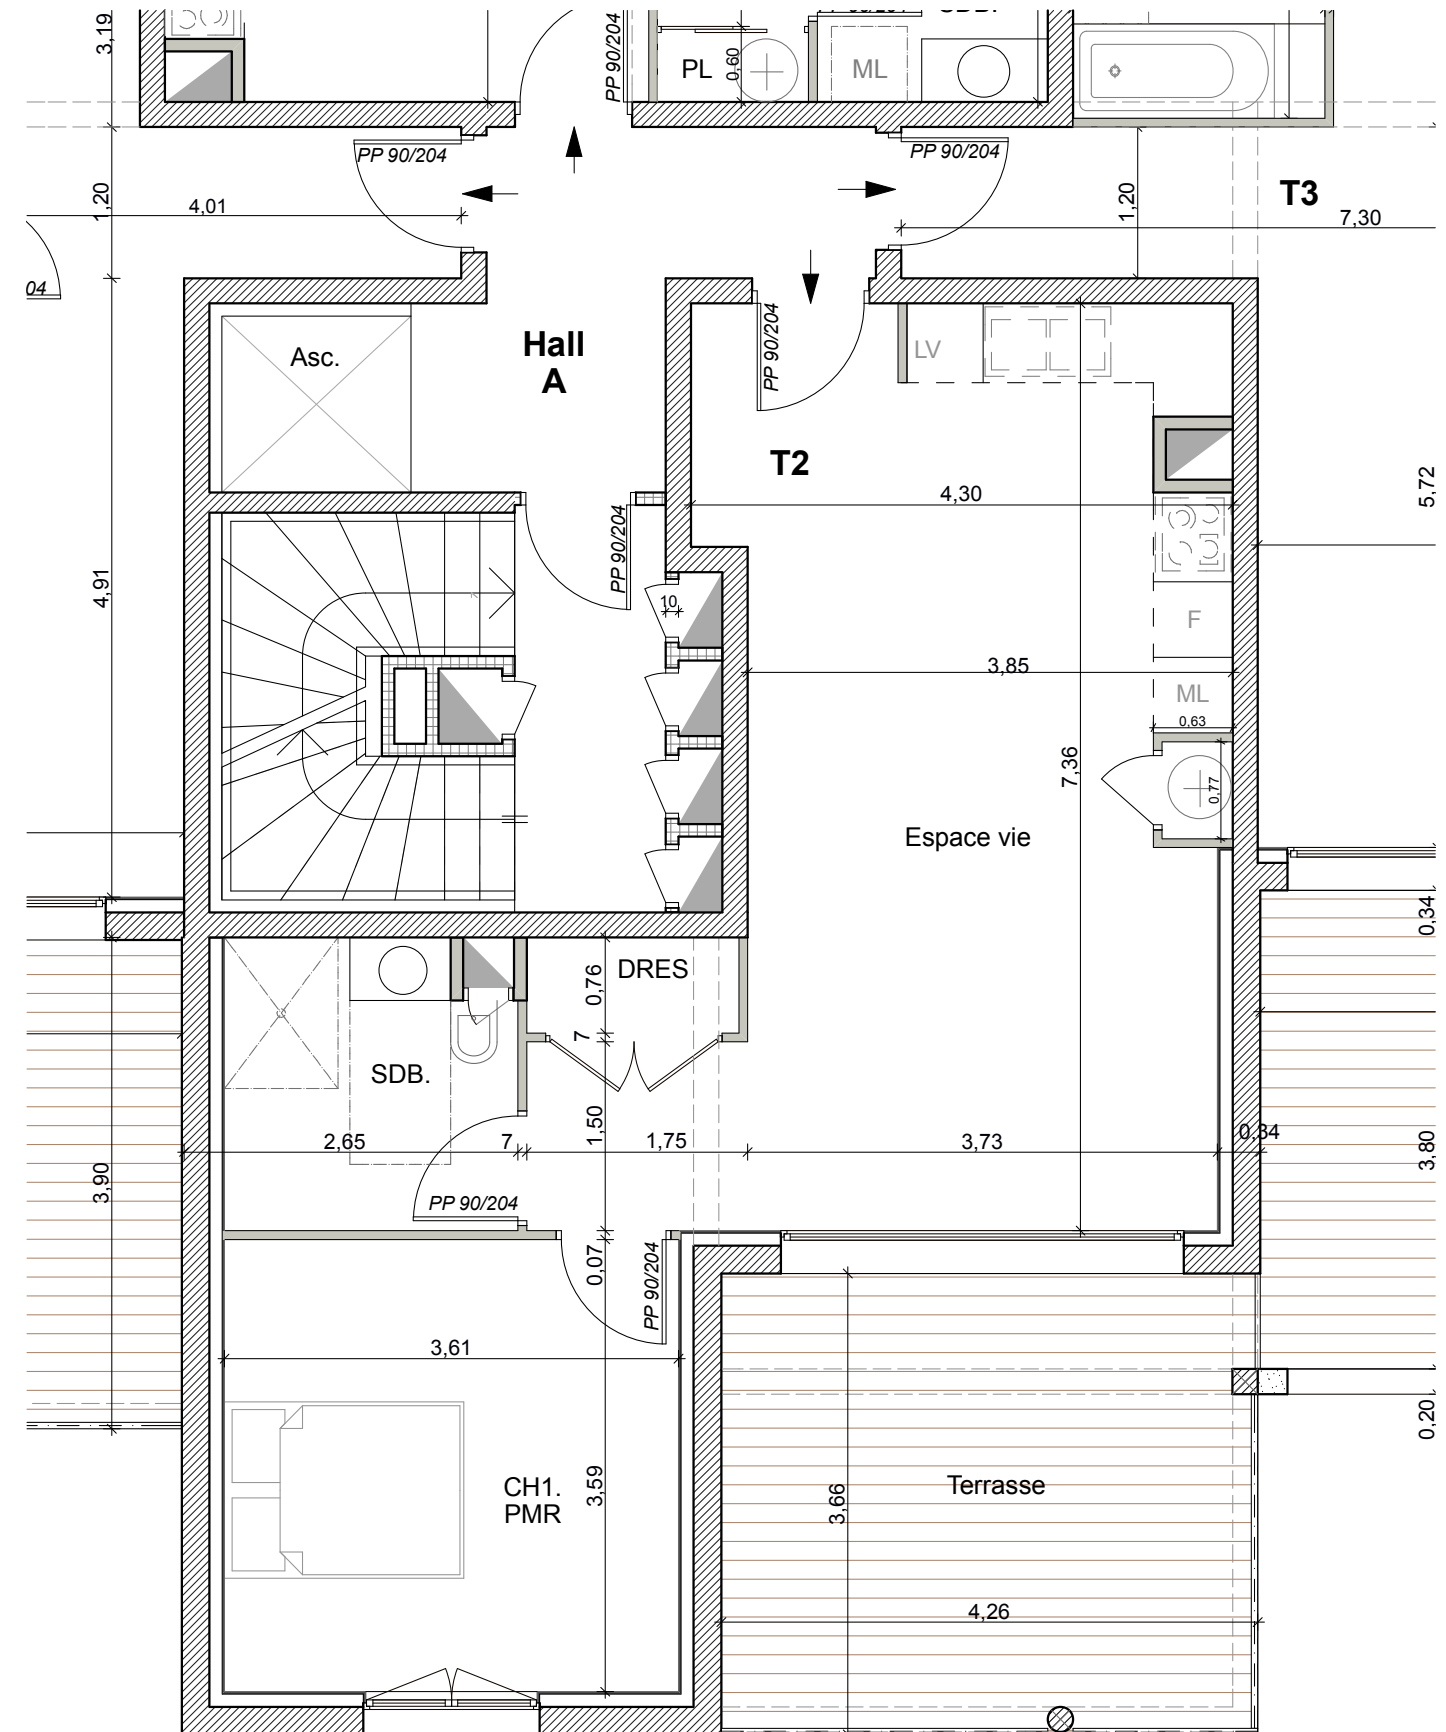 3,19
PP 90/204
PL
0,60
ML
PP 90/204
PP 90/204
1,20
4,01
1,20
T3
7,30
04
Asc.
Hall
A
PP 90/204
LV
T2
4,30
5,72
PP 90/204
4,91
10
F
3,85
ML
0,63
7,36
0,77
Espace vie
0,34
0,76
DRES
7
SDB.
1,50
2,65
7
1,75
3,73
0,34
3,80
3,90
PP 90/204
0,07
PP 90/204
3,61
0,20
CH1.
PMR
3,59
3,66
Terrasse
4,26